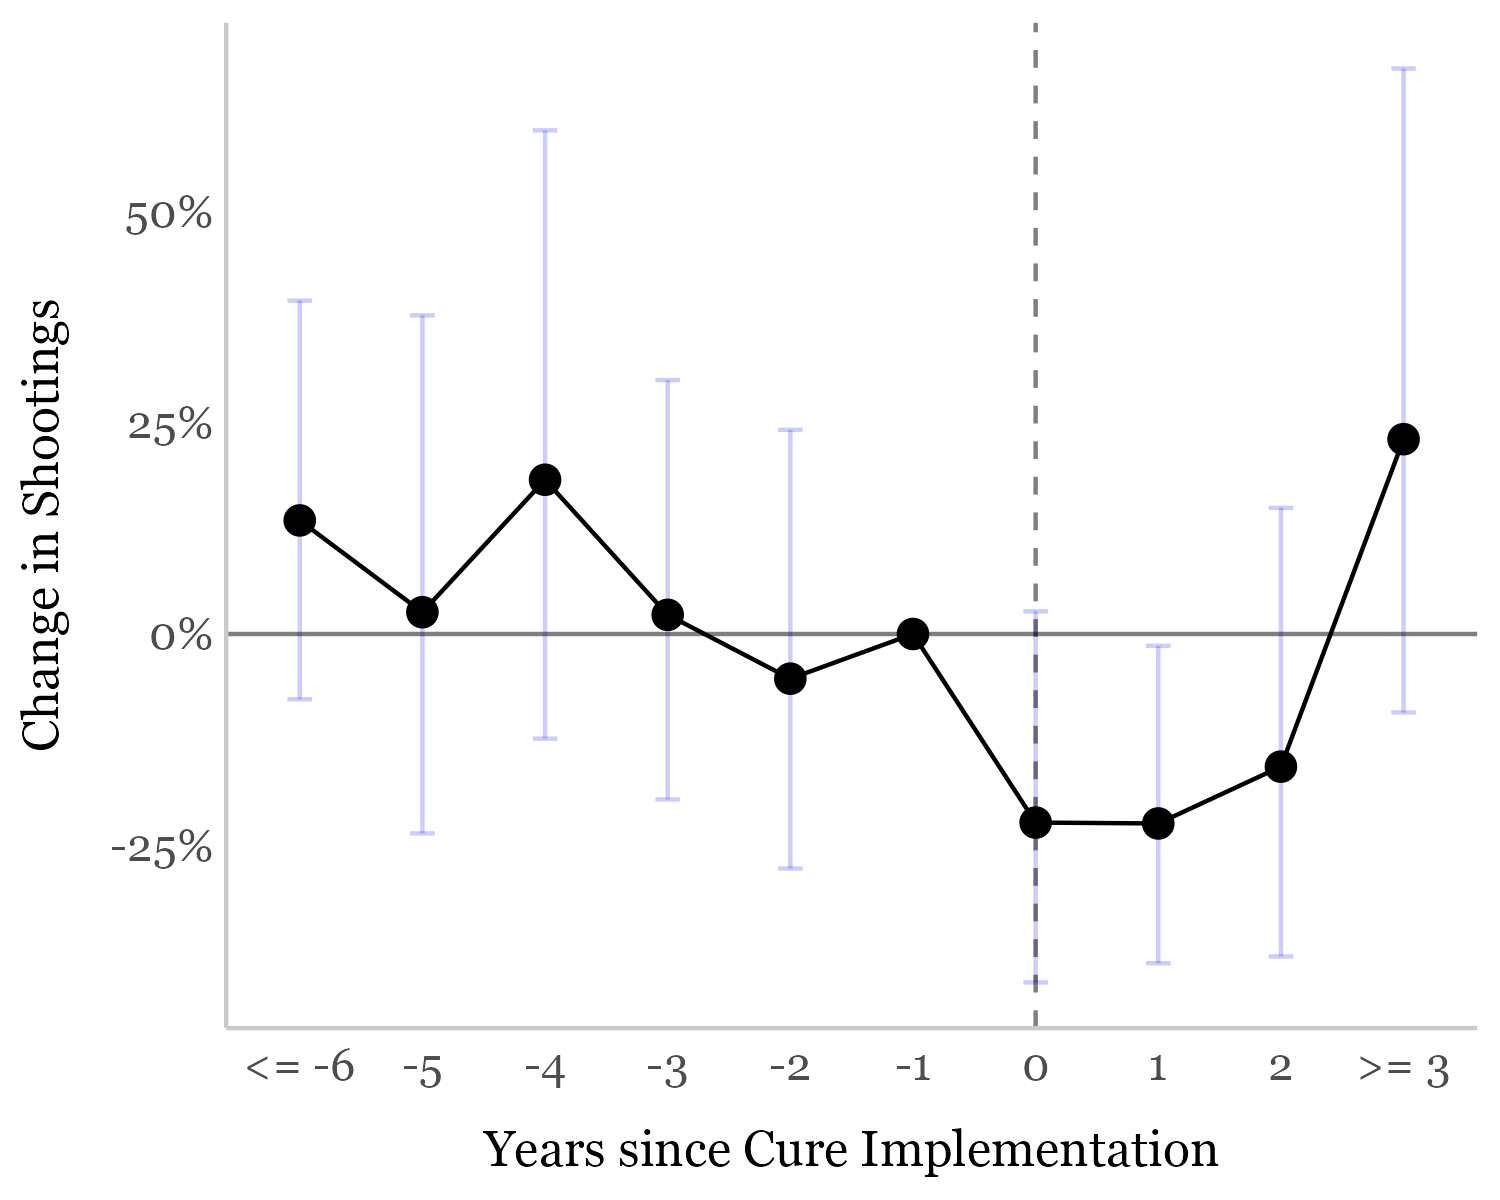 Change in Shootings
50%
25%
0%
-25%
<= -6 -5 -4 -3 -2 -1 0 1 2 >= 3
Years since Cure Implementation